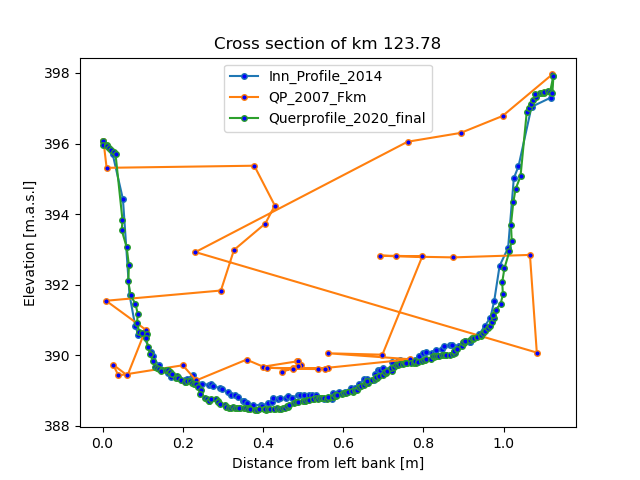 Cross section of km 123.78
Inn_Profile_2014
QP_2007_Fkm
Querprofile_2020_final
398
396
394
392
390
388
Elevation [m.a.s.l]
0.0 0.2 0.4 0.6 0.8 1.0
Distance from left bank [m]